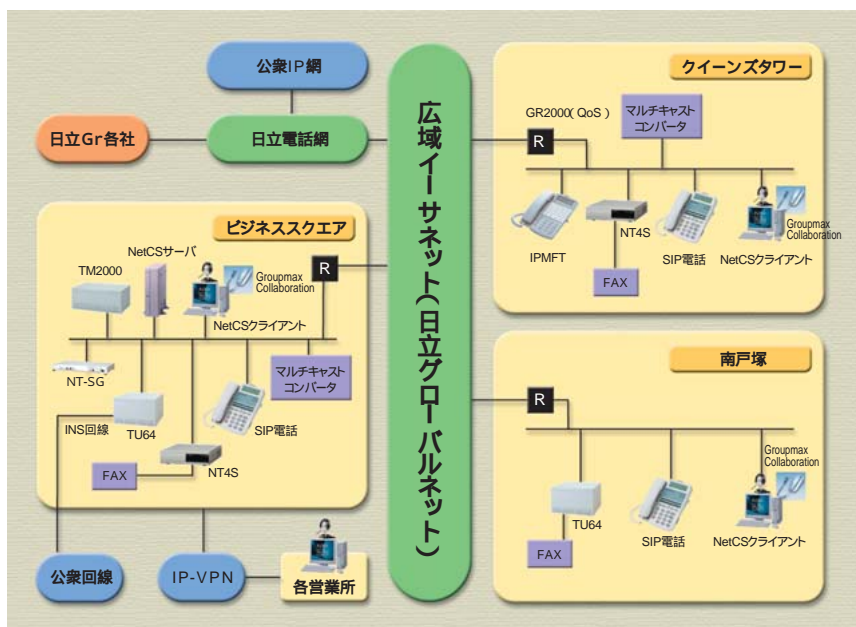 公衆IP網
日立Gr各社
日立電話網
広域イーサネット(日立グローバルネット)
クイーンズタワー
GR2000(QoS)
マルチキャスト
コンバータ
R
IPMFT
NT4S
SIP電話
Groupmax
Collaboration
NetCSクライアント
FAX
ビジネススクエア
NetCSサーバ
TM2000
Groupmax
Collaboration
R
NetCSクライアント
NT-SG
マルチキャスト
コンバータ
INS回線
TU64
SIP電話
FAX
NT4S
南戸塚
R
Groupmax
Collaboration
TU64
SIP電話
NetCSクライアント
FAX
公衆回線
IP-VPN
各営業所